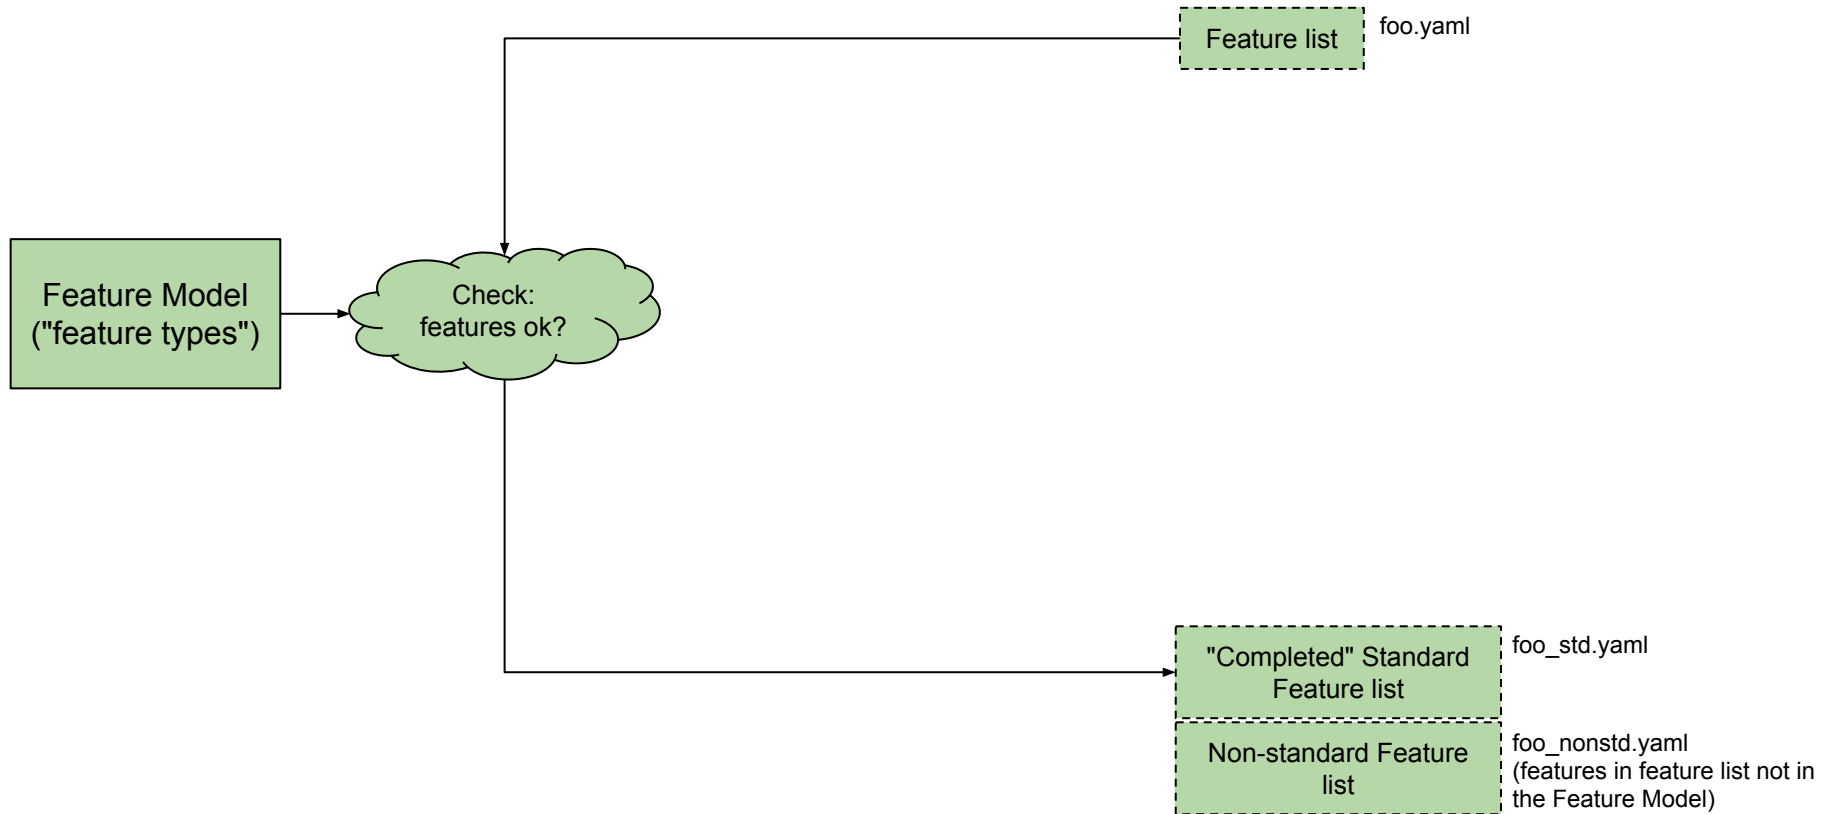 Feature list
foo.yaml
Feature Model
("feature types")
Check:
features ok?
"Completed" Standard
Feature list
foo_std.yaml
Non-standard Feature
list
foo_nonstd.yaml
(features in feature list not in
the Feature Model)